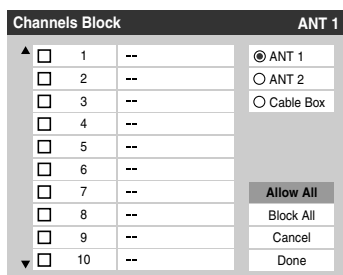 Channels Block ANT 1
1 -- ANT 1
2 -- ANT 2
3 -- Cable Box
4 --
5 --
6 --
7 -- Allow All
8 -- Block All
9 -- Cancel
10 -- Done